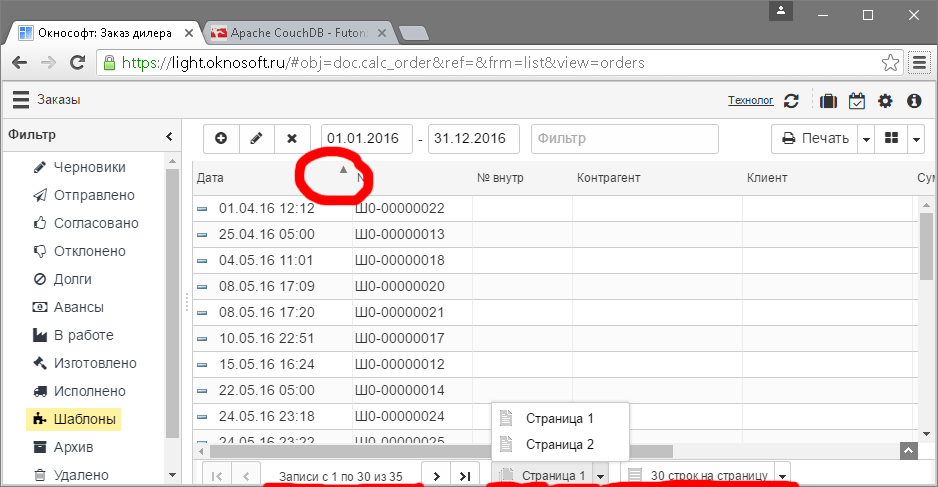 Окнософт: Заказ дилера
Apache CouchDB - Futon
https://light.oknosoft.ru/#obj=doc.calc_order&ref=&frm=list&view=orders
Заказы
Технолог
Фильтр
01.01.2016 - 31.12.2016
Фильтр
Печать
Черновики
Отправлено
Согласовано
Отклонено
Долги
Авансы
В работе
Изготовлено
Исполнено
Шаблоны
Архив
Удалено
Дата № внутр Контрагент Клиент Сум
01.04.16 12:12 Ш0-00000022
25.04.16 05:00 Ш0-00000013
04.05.16 11:01 Ш0-00000018
08.05.16 17:09 Ш0-00000020
08.05.16 17:20 Ш0-00000021
10.05.16 22:51 Ш0-00000017
15.05.16 16:24 Ш0-00000012
22.05.16 05:00 Ш0-00000014
24.05.16 23:18 Ш0-00000024
24.05.16 23:22 Ш0-00000025
Страница 1
Страница 2
Записи с 1 по 30 из 35
Страница 1
30 строк на страницу